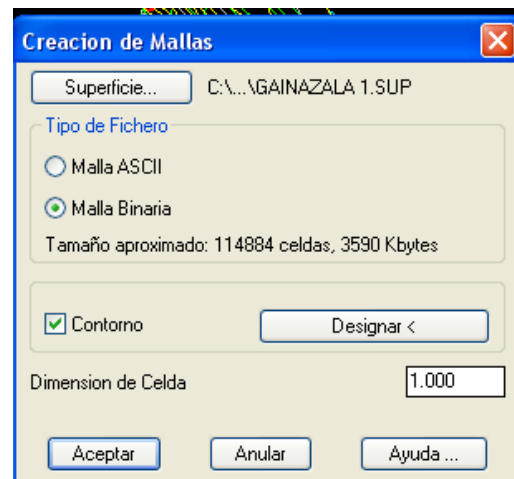 Creacion de Mallas
Superficie... C:\...\GAINAZALA 1.SUP
Tipo de Fichero
Malla ASCII
Malla Binaria
Tamaño aproximado: 114884 celdas, 3590 Kbytes
Contorno Designar <
Dimension de Celda 1.000
Aceptar Anular Ayuda ...